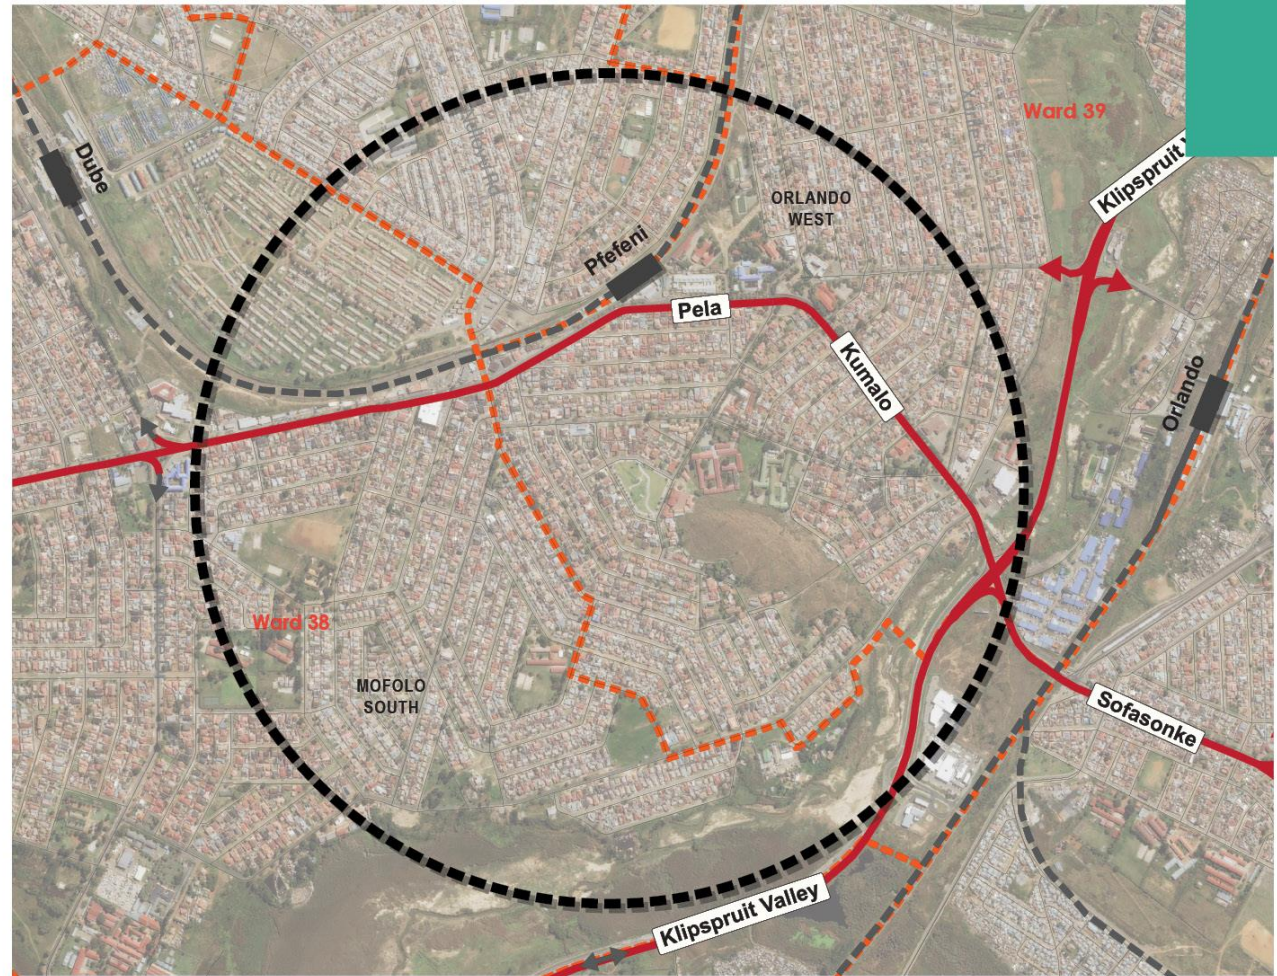 Ward 39
Klipspruit
Dube
ORLANDO
WEST
Pfefeni
Pela
Kumalo
Orlando
Ward 38
MOFOLO
SOUTH
Sofasonke
Klipspruit Valley